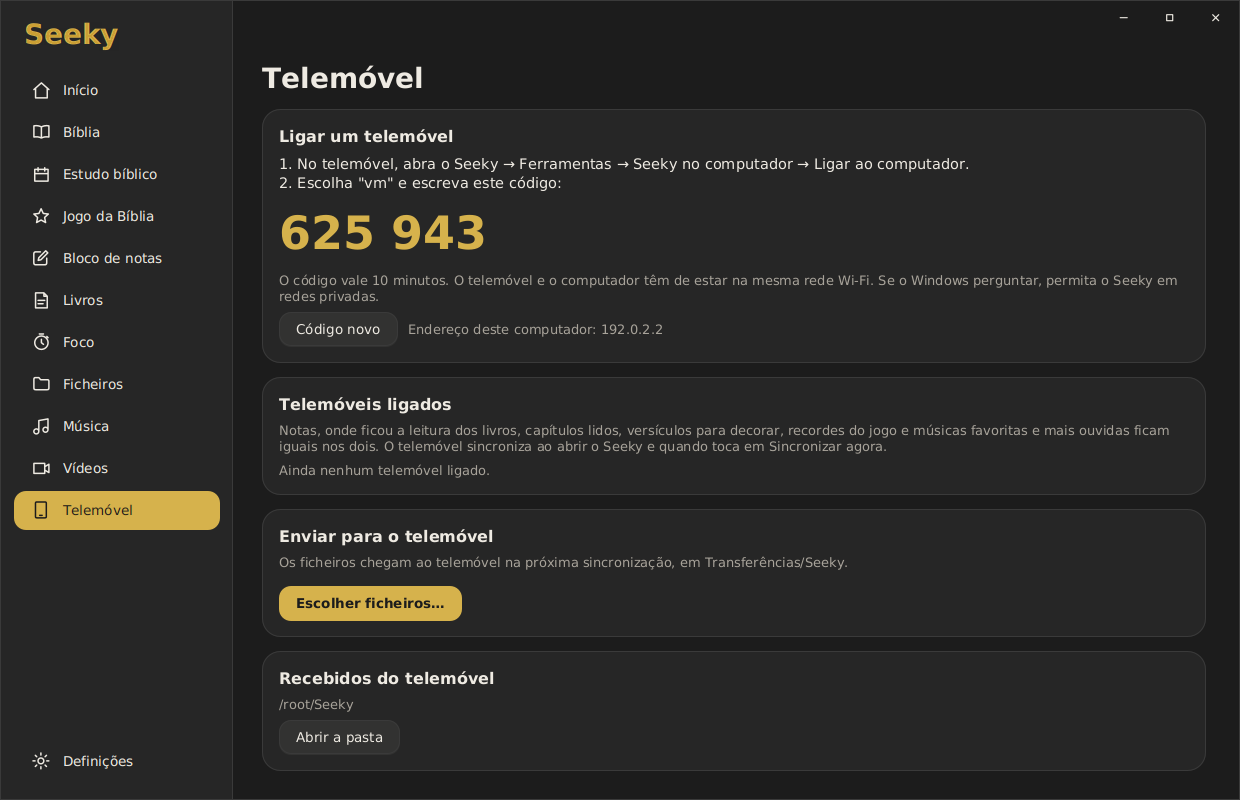 Seeky
Início
Bíblia
Estudo bíblico
Jogo da Bíblia
Bloco de notas
Livros
Foco
Ficheiros
Música
Vídeos
Telemóvel
Definições
Telemóvel
Ligar um telemóvel
1. No telemóvel, abra o Seeky → Ferramentas → Seeky no computador → Ligar ao computador.
2. Escolha "vm" e escreva este código:
625 943
O código vale 10 minutos. O telemóvel e o computador têm de estar na mesma rede Wi-Fi. Se o Windows perguntar, permita o Seeky em
redes privadas.
Código novo
Endereço deste computador: 192.0.2.2
Telemóveis ligados
Notas, onde ficou a leitura dos livros, capítulos lidos, versículos para decorar, recordes do jogo e músicas favoritas e mais ouvidas ficam
iguais nos dois. O telemóvel sincroniza ao abrir o Seeky e quando toca em Sincronizar agora.
Ainda nenhum telemóvel ligado.
Enviar para o telemóvel
Os ficheiros chegam ao telemóvel na próxima sincronização, em Transferências/Seeky.
Escolher ficheiros…
Recebidos do telemóvel
/root/Seeky
Abrir a pasta